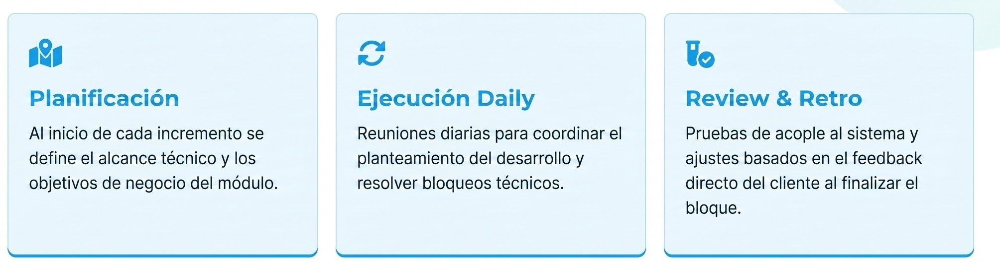 Planificación
Al inicio de cada incremento se
define el alcance técnico y los
objetivos de negocio del módulo.
Ejecución Daily
Reuniones diarias para coordinar el
planteamiento del desarrollo y
resolver bloqueos técnicos.
Review & Retro
Pruebas de acople al sistema y
ajustes basados en el feedback
directo del cliente al finalizar el
bloque.